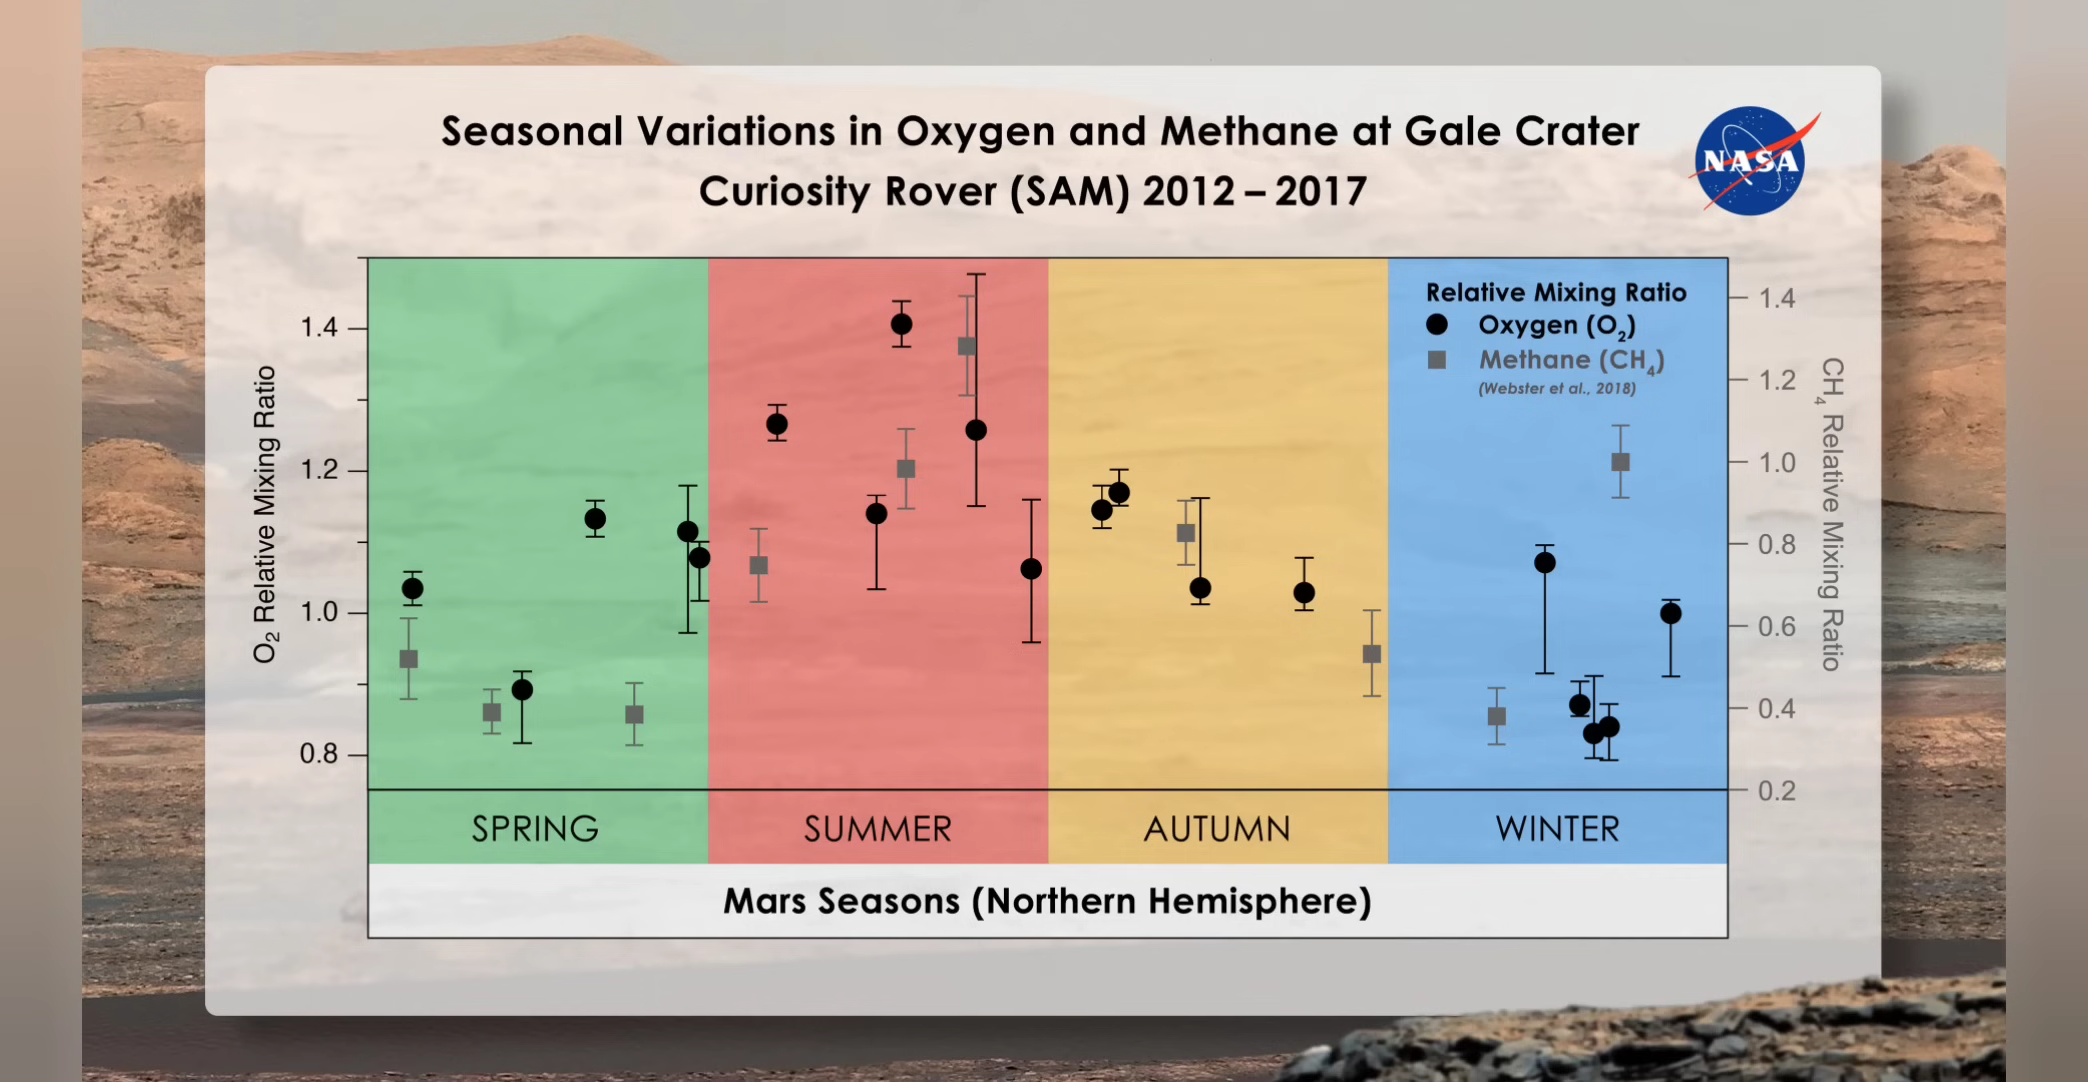 Seasonal Variations in Oxygen and Methane at Gale Crater
Curiosity Rover (SAM) 2012 – 2017
NASA
O₂ Relative Mixing Ratio
1.4
1.2
1.0
0.8
Relative Mixing Ratio
Oxygen (O₂)
Methane (CH₄)
(Webster et al., 2018)
1.4
1.2
1.0
0.8
0.6
0.4
0.2
CH₄ Relative Mixing Ratio
SPRING
SUMMER
AUTUMN
WINTER
Mars Seasons (Northern Hemisphere)